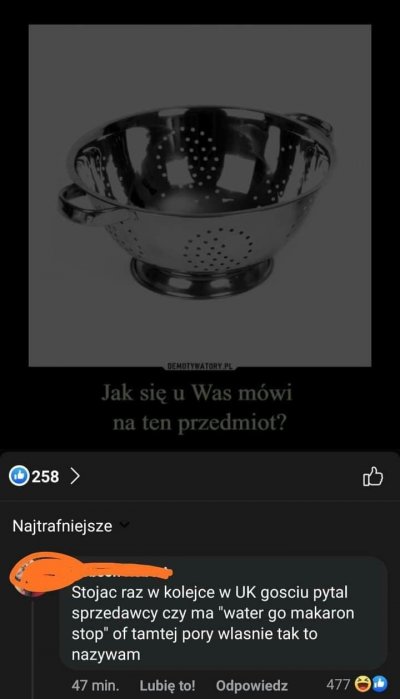 DEMOTYWATORY.PL
Jak się u Was mówi
na ten przedmiot?
258
Najtrafniejsze
Stojac raz w kolejce w UK gosciu pytal
sprzedawcy czy ma "water go makaron
stop" of tamtej pory wlasnie tak to
nazywam
47 min. Lubię to! Odpowiedz 477